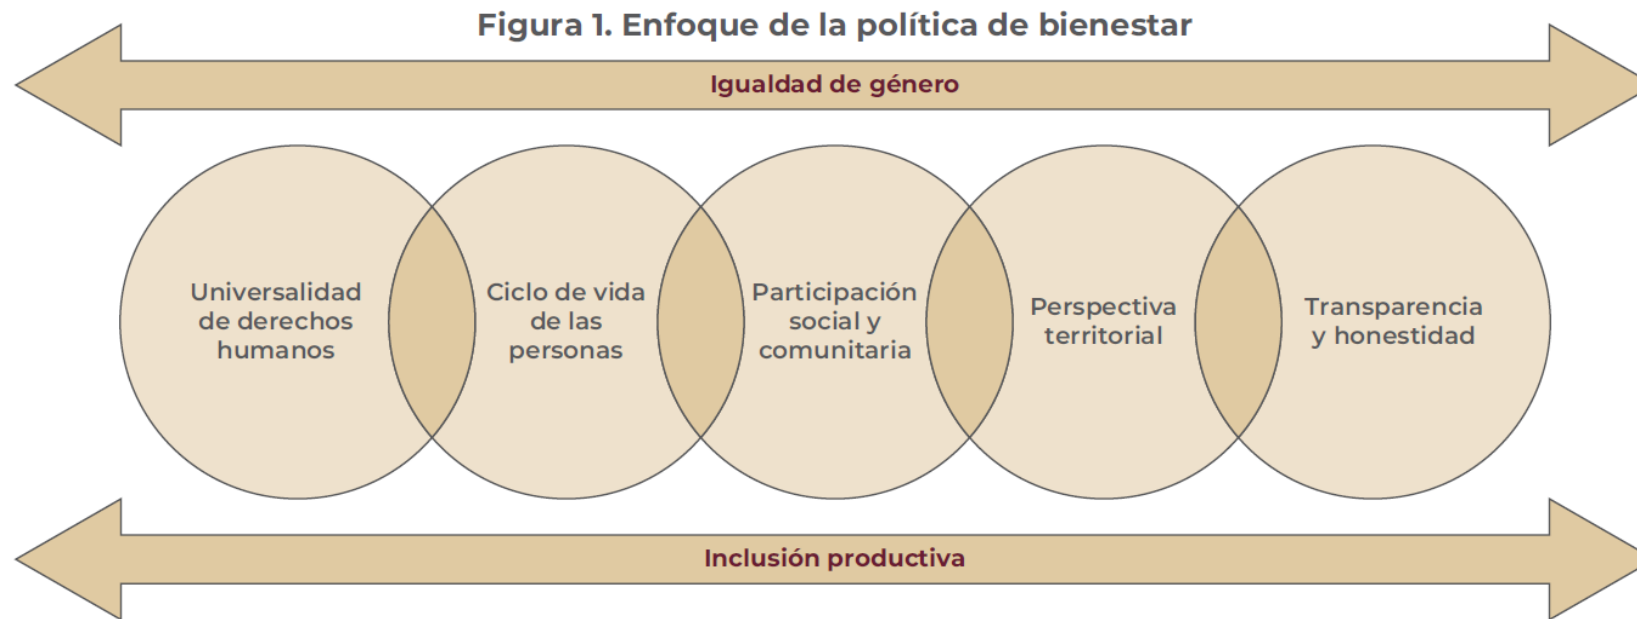 Figura 1. Enfoque de la política de bienestar
Igualdad de género
Universalidad
de derechos
humanos
Ciclo de vida
de las
personas
Participación
social y
comunitaria
Perspectiva
territorial
Transparencia
y honestidad
Inclusión productiva